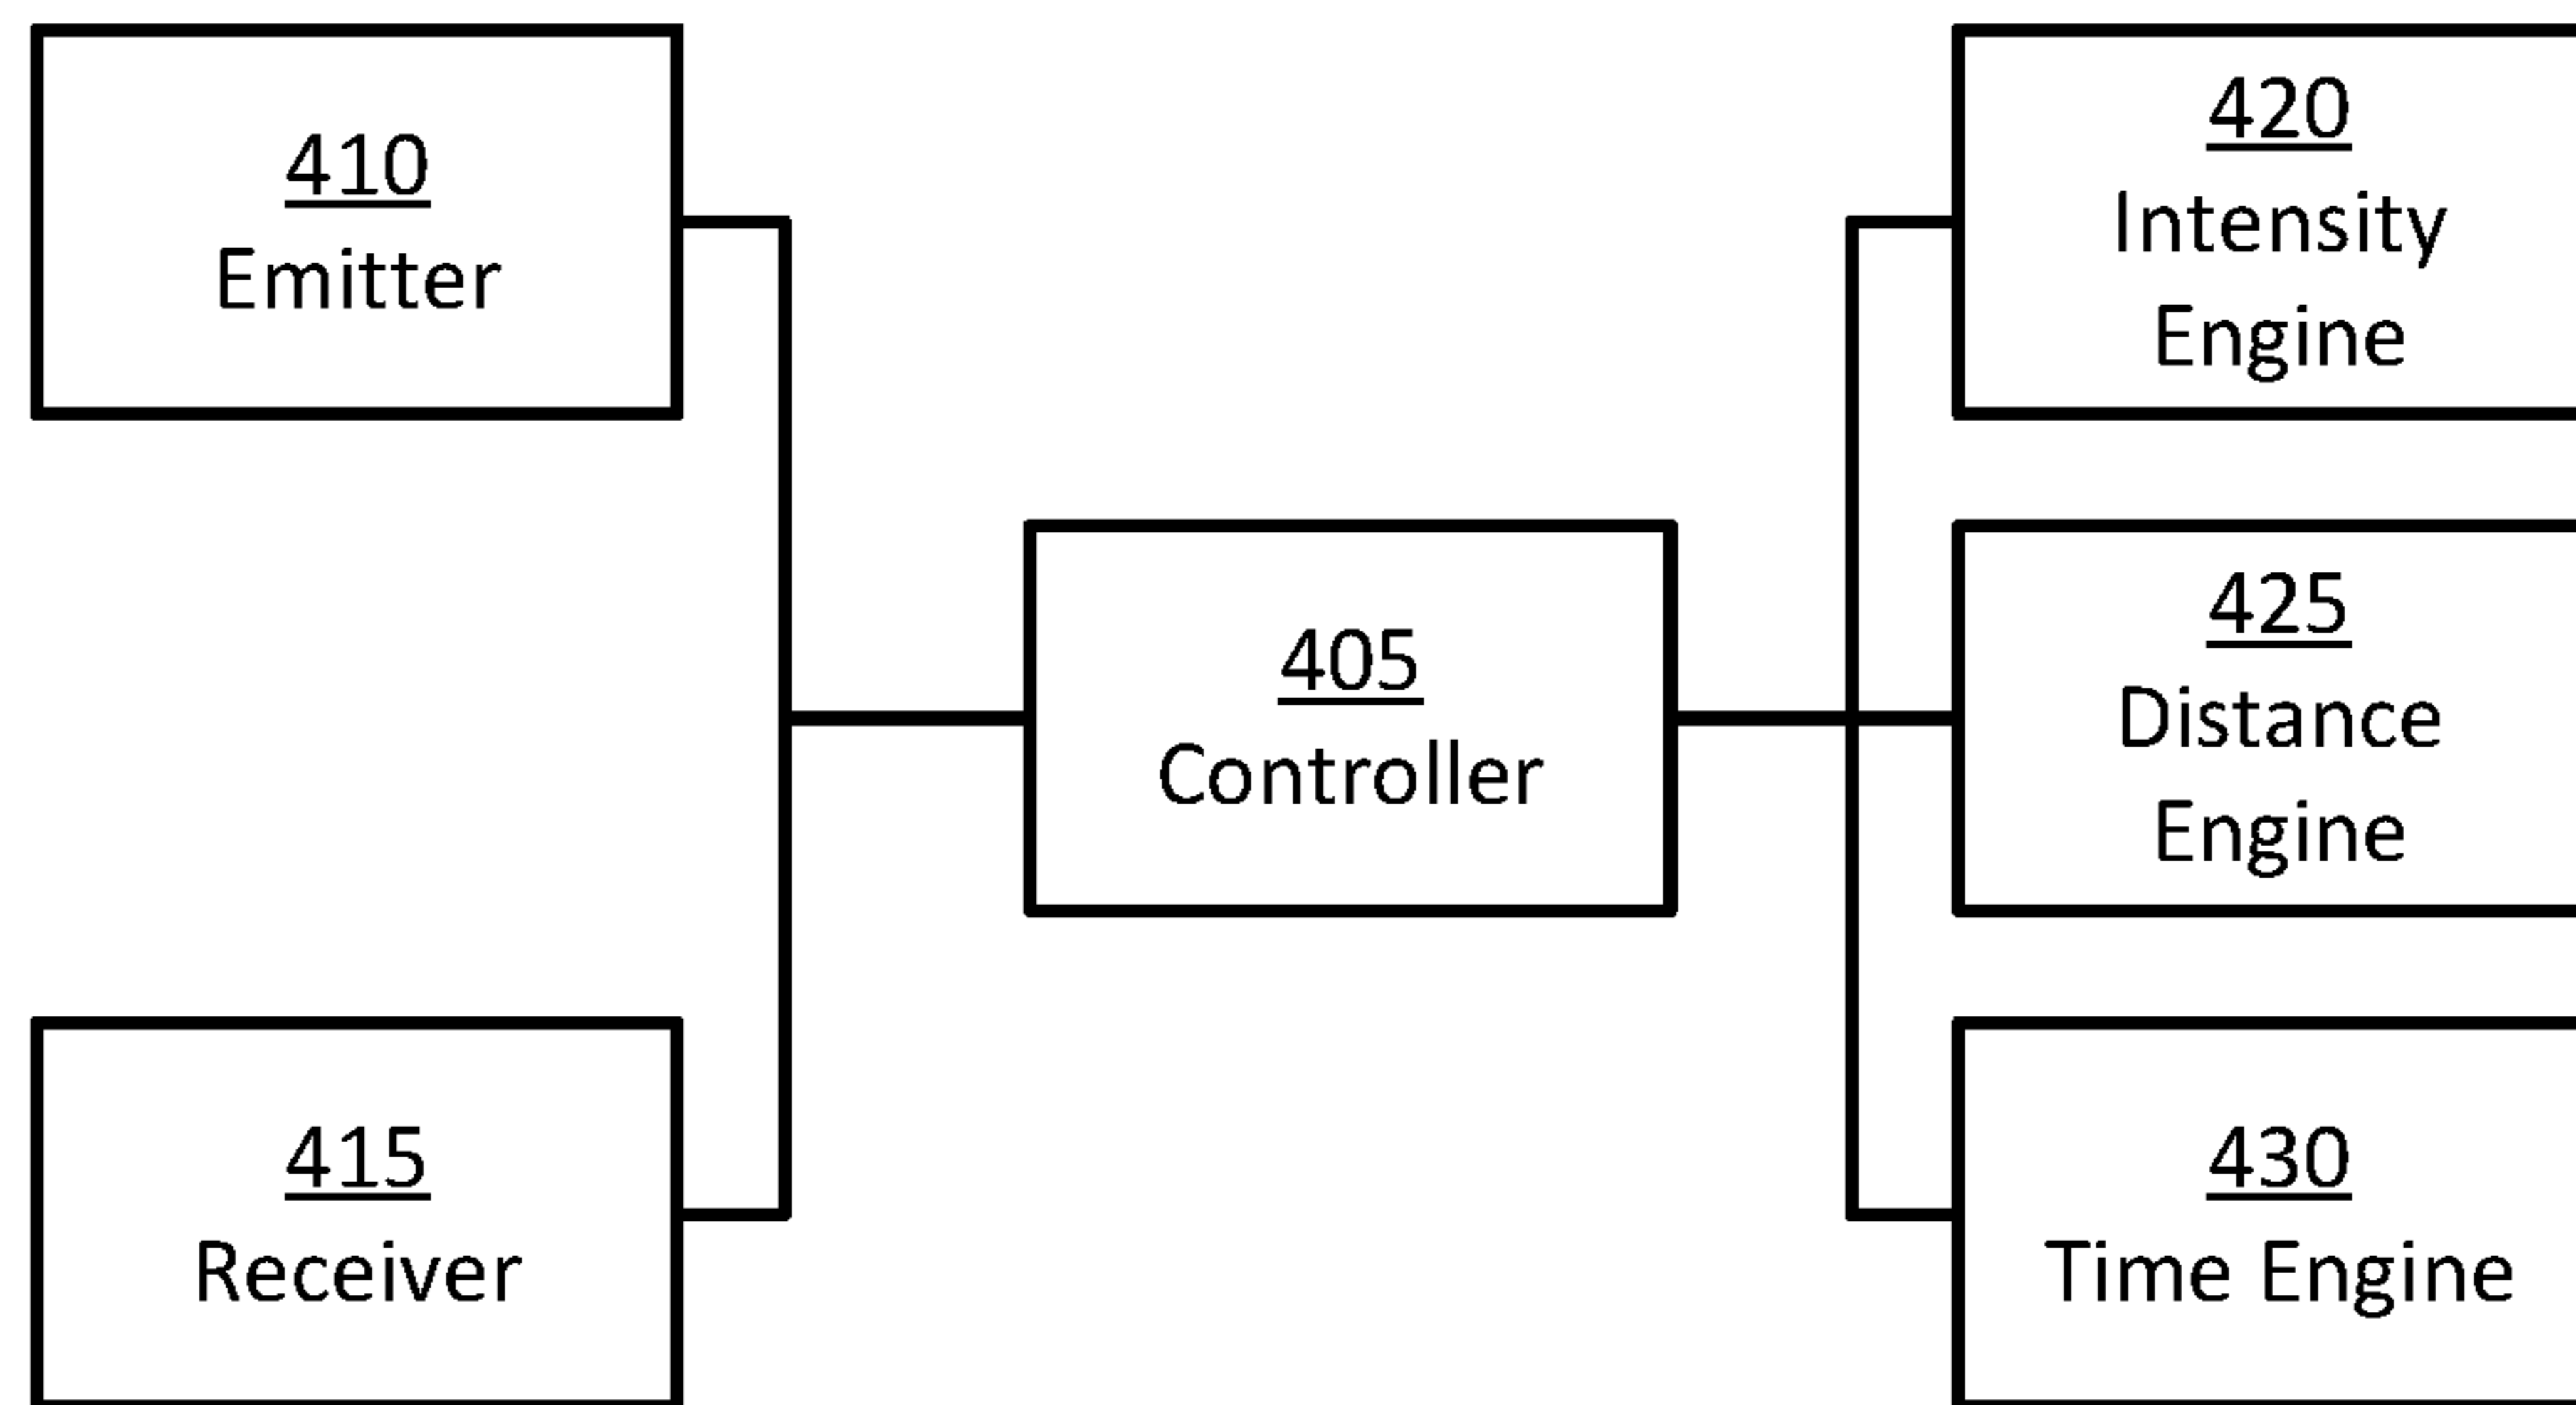 410
Emitter
415
Receiver
405
Controller
420
Intensity
Engine
425
Distance
Engine
430
Time Engine